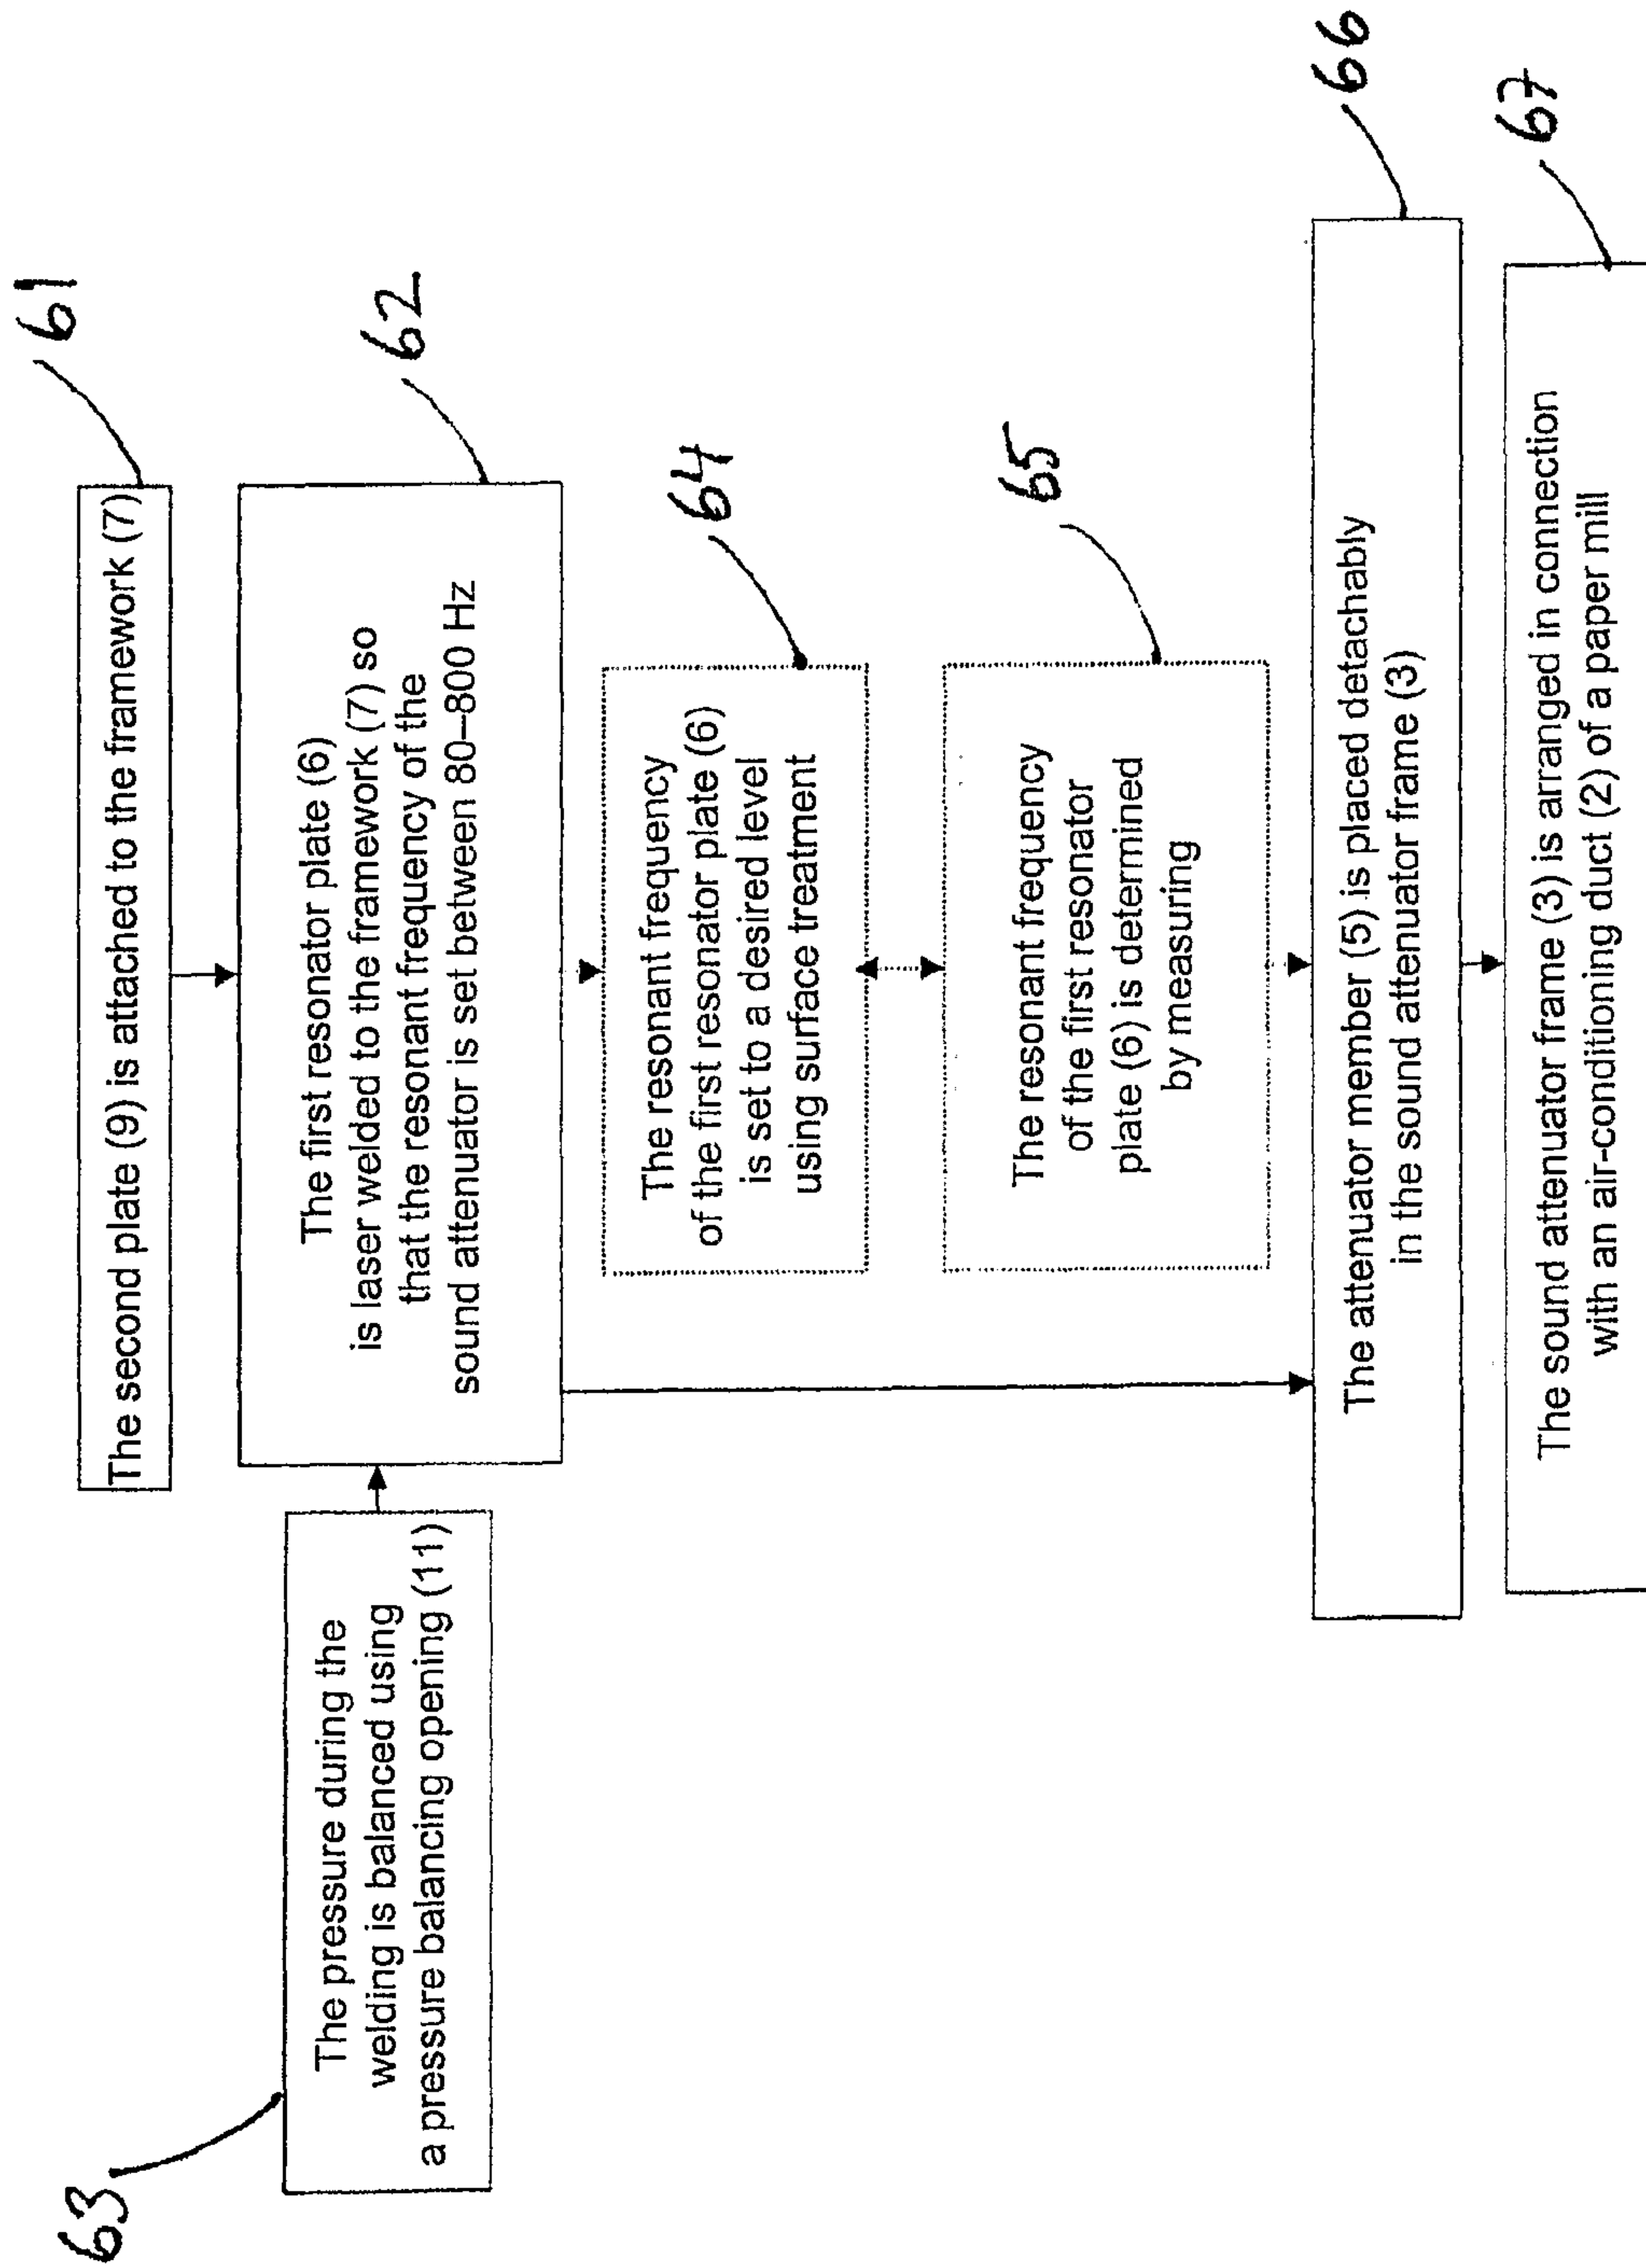 61
The second plate (9) is attached to the framework (7)
62
The first resonator plate (6)
is laser welded to the framework (7) so
that the resonant frequency of the
sound attenuator is set between 80–800 Hz
63
The pressure during the
welding is balanced using
a pressure balancing opening (11)
64
The resonant frequency
of the first resonator plate (6)
is set to a desired level
using surface treatment
65
The resonant frequency
of the first resonator
plate (6) is determined
by measuring
66
The attenuator member (5) is placed detachably
in the sound attenuator frame (3)
67
The sound attenuator frame (3) is arranged in connection
with an air-conditioning duct (2) of a paper mill